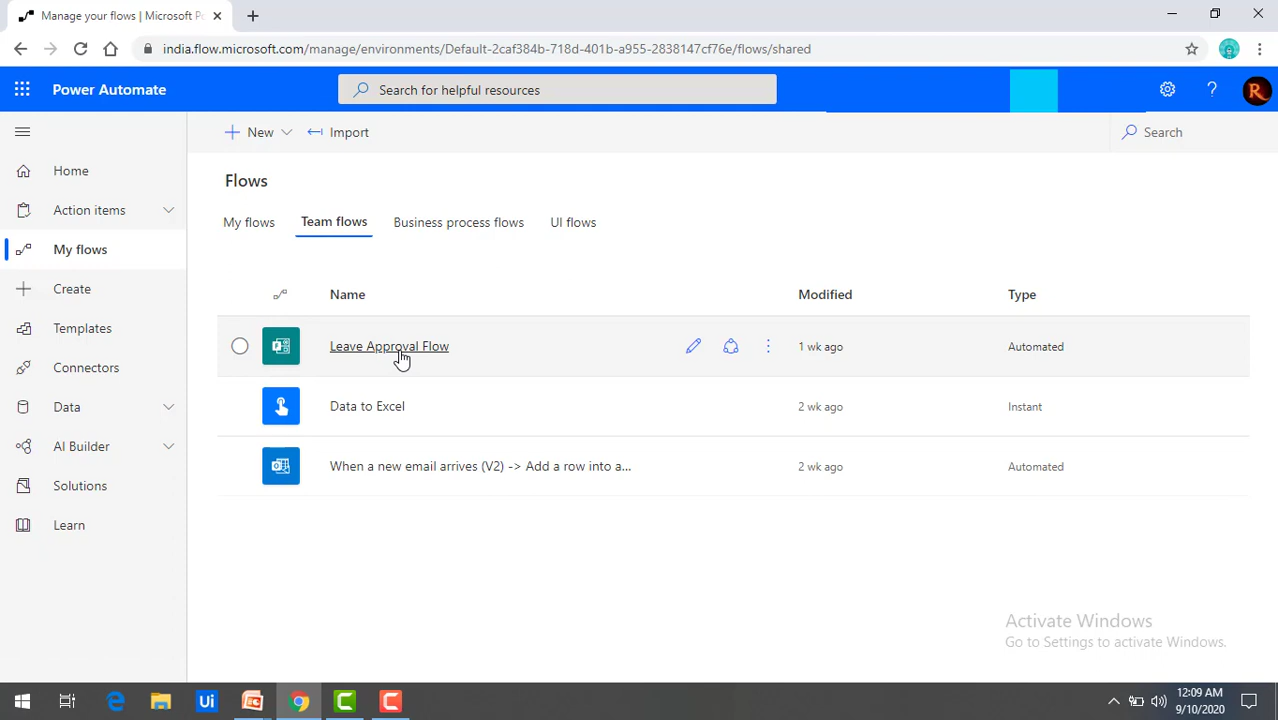 Manage your flows | Microsoft P
india.flow.microsoft.com/manage/environments/Default-2caf384b-718d-401b-a955-2838147cf76e/flows/shared
Power Automate
Search for helpful resources
R
New
Import
Search
Home
Action items
My flows
Create
Templates
Connectors
Data
AI Builder
Solutions
Learn
Flows
My flows
Team flows
Business process flows
UI flows
Name Modified Type
Leave Approval Flow 1 wk ago Automated
Data to Excel 2 wk ago Instant
When a new email arrives (V2) -> Add a row into a... 2 wk ago Automated
Activate Windows
Go to Settings to activate Windows.
Ui
12:09 AM
9/10/2020